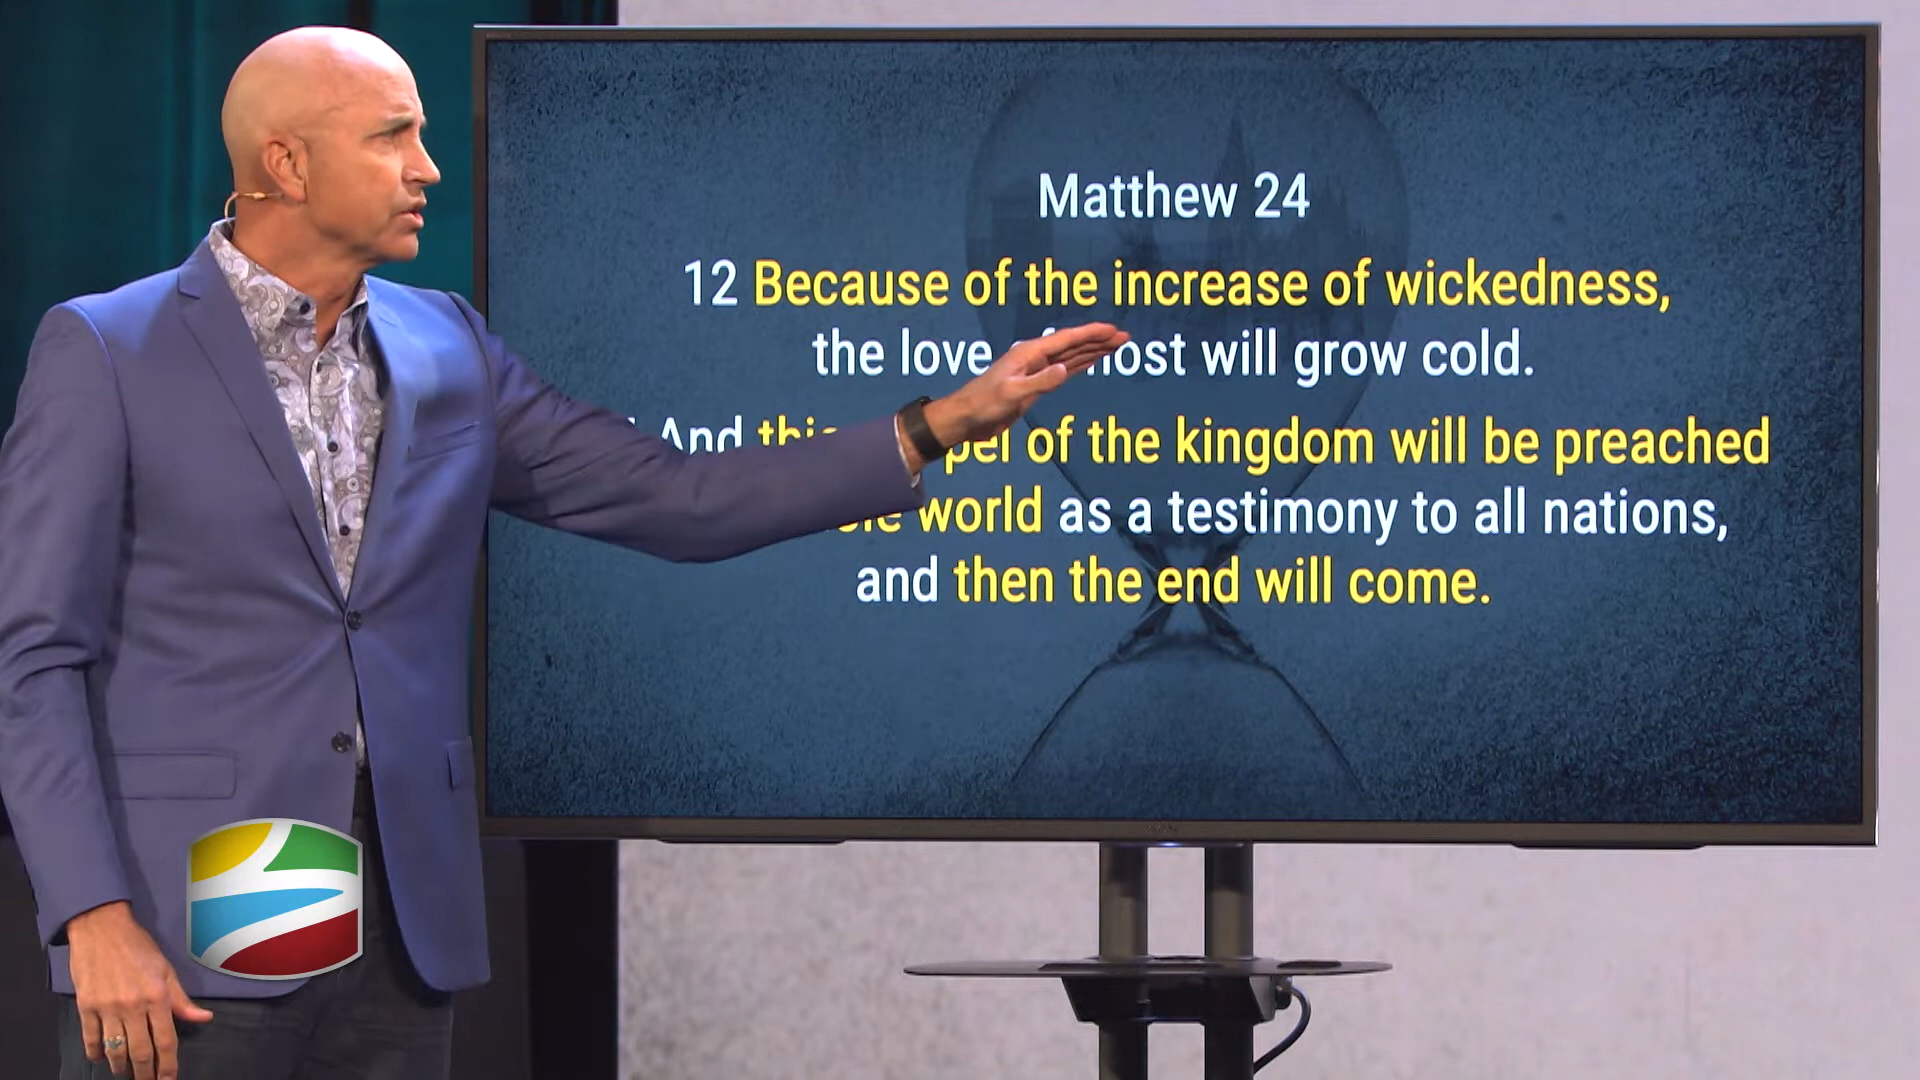 Matthew 24
12 Because of the increase of wickedness,
the love most will grow cold.
And of the kingdom will be preached
world as a testimony to all nations,
and then the end will come.